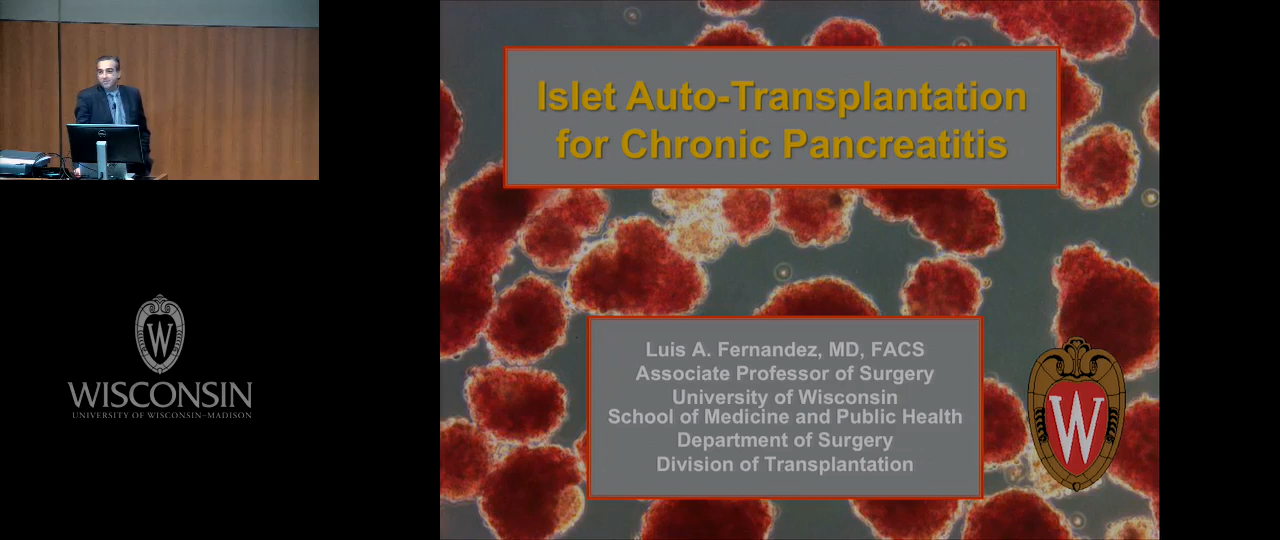 Islet Auto-Transplantation
for Chronic Pancreatitis
Luis A. Fernandez, MD, FACS
Associate Professor of Surgery
University of Wisconsin
School of Medicine and Public Health
Department of Surgery
Division of Transplantation
W
W
WISCONSIN
UNIVERSITY OF WISCONSIN–MADISON